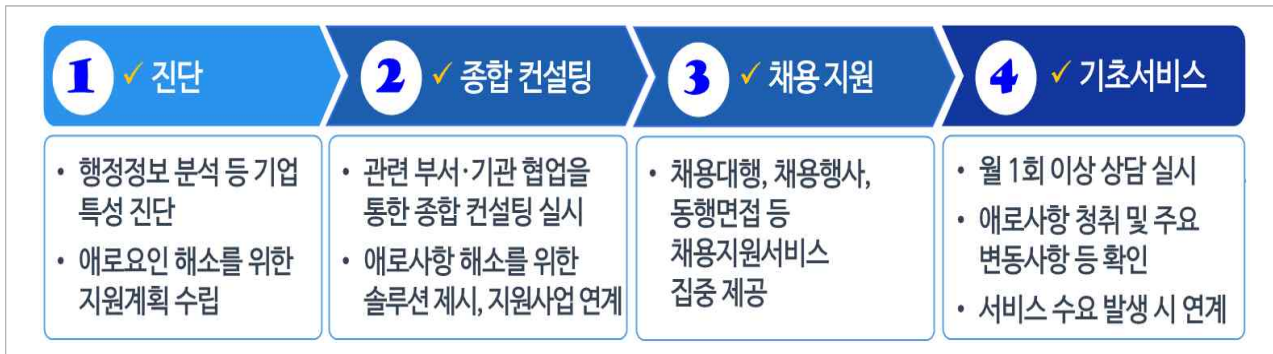 1 ✓ 진단
• 행정정보 분석 등 기업
특성 진단
• 애로요인 해소를 위한
지원계획 수립
2 ✓ 종합 컨설팅
• 관련 부서·기관 협업을
통한 종합 컨설팅 실시
• 애로사항 해소를 위한
솔루션 제시, 지원사업 연계
3 ✓ 채용 지원
• 채용대행, 채용행사,
동행면접 등
채용지원서비스
집중 제공
4 ✓ 기초서비스
• 월 1회 이상 상담 실시
• 애로사항 청취 및 주요
변동사항 등 확인
• 서비스 수요 발생 시 연계